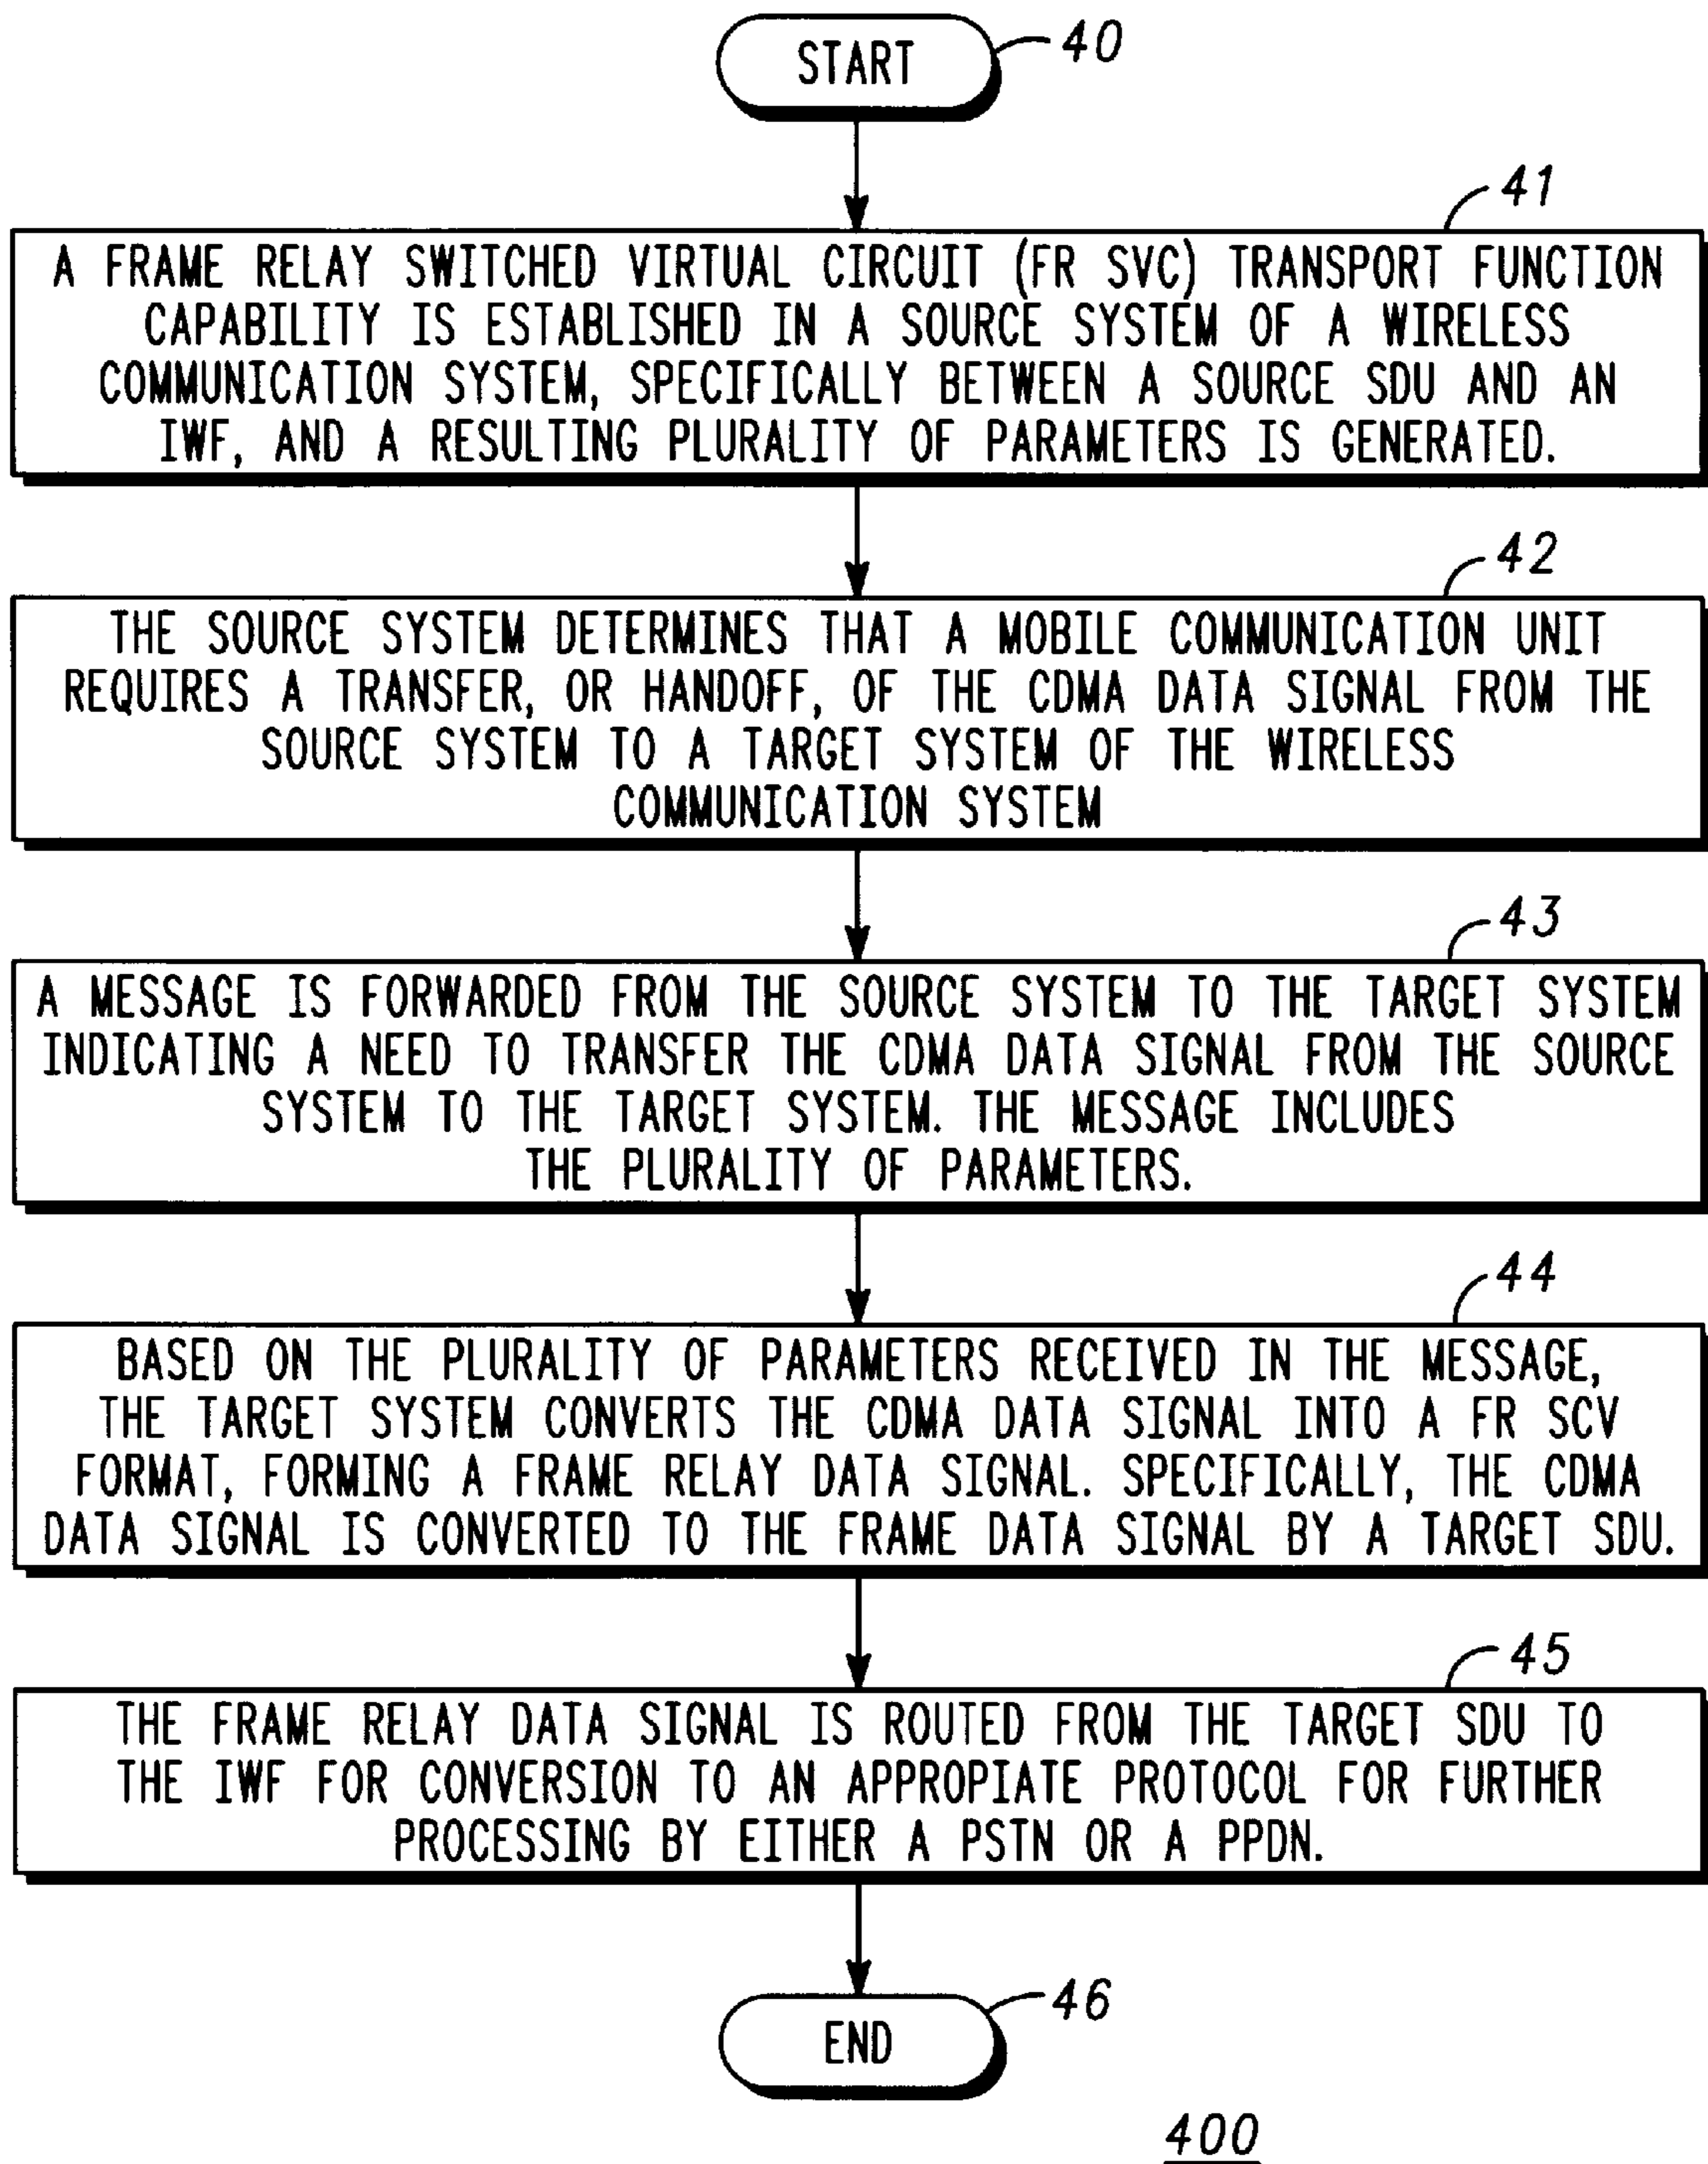 START
40
41
A FRAME RELAY SWITCHED VIRTUAL CIRCUIT (FR SVC) TRANSPORT FUNCTION
CAPABILITY IS ESTABLISHED IN A SOURCE SYSTEM OF A WIRELESS
COMMUNICATION SYSTEM, SPECIFICALLY BETWEEN A SOURCE SDU AND AN
IWF, AND A RESULTING PLURALITY OF PARAMETERS IS GENERATED.
42
THE SOURCE SYSTEM DETERMINES THAT A MOBILE COMMUNICATION UNIT
REQUIRES A TRANSFER, OR HANDOFF, OF THE CDMA DATA SIGNAL FROM THE
SOURCE SYSTEM TO A TARGET SYSTEM OF THE WIRELESS
COMMUNICATION SYSTEM
43
A MESSAGE IS FORWARDED FROM THE SOURCE SYSTEM TO THE TARGET SYSTEM
INDICATING A NEED TO TRANSFER THE CDMA DATA SIGNAL FROM THE SOURCE
SYSTEM TO THE TARGET SYSTEM. THE MESSAGE INCLUDES
THE PLURALITY OF PARAMETERS.
44
BASED ON THE PLURALITY OF PARAMETERS RECEIVED IN THE MESSAGE,
THE TARGET SYSTEM CONVERTS THE CDMA DATA SIGNAL INTO A FR SCV
FORMAT, FORMING A FRAME RELAY DATA SIGNAL. SPECIFICALLY, THE CDMA
DATA SIGNAL IS CONVERTED TO THE FRAME DATA SIGNAL BY A TARGET SDU.
45
THE FRAME RELAY DATA SIGNAL IS ROUTED FROM THE TARGET SDU TO
THE IWF FOR CONVERSION TO AN APPROPIATE PROTOCOL FOR FURTHER
PROCESSING BY EITHER A PSTN OR A PPDN.
46
END
400